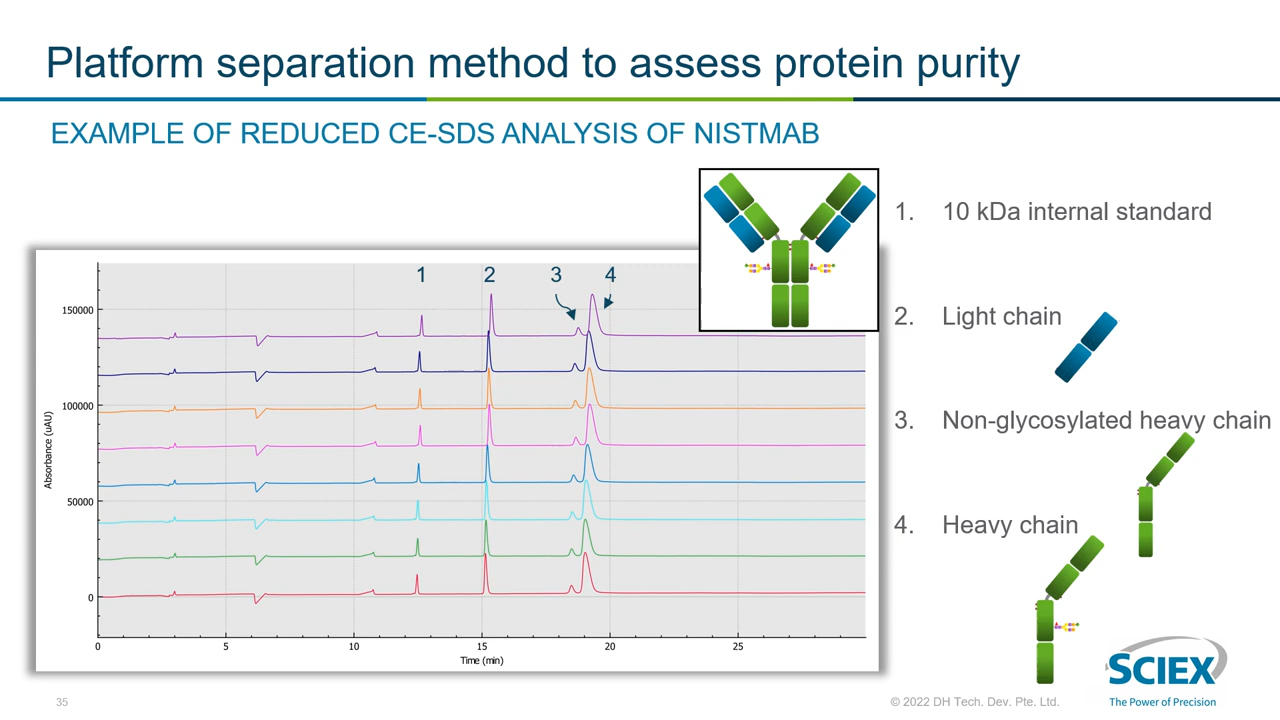 Platform separation method to assess protein purity
EXAMPLE OF REDUCED CE-SDS ANALYSIS OF NISTMAB
1. 10 kDa internal standard
2. Light chain
3. Non-glycosylated heavy chain
4. Heavy chain
1 2 3 4
150000
100000
50000
0
Absorbance (uAU)
0 5 10 15 20 25
Time (min)
35
© 2022 DH Tech. Dev. Pte. Ltd.
SCIEX
The Power of Precision